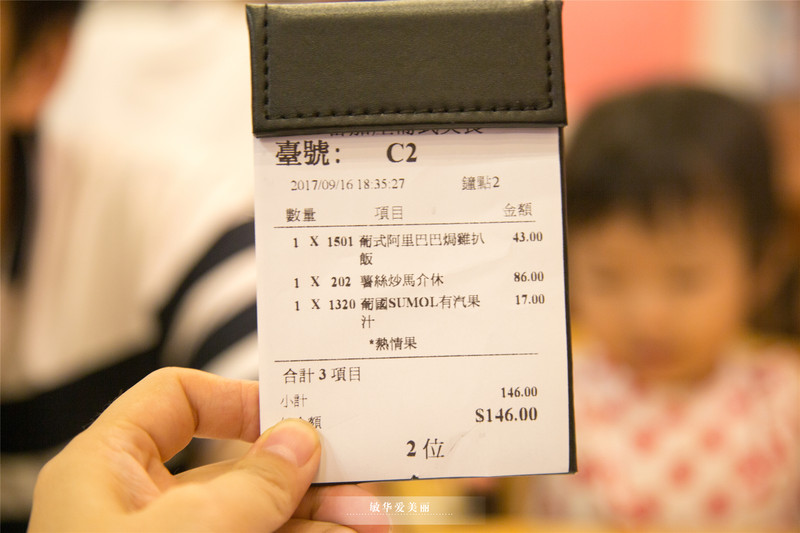 臺號： C2
2017/09/16 18:35:27 鐘點2
數量 項目 金額
1 X 1501 葡式阿里巴巴焗雞扒 43.00
飯
1 X 202 薯絲炒馬介休 86.00
1 X 1320 葡國SUMOL有汽果 17.00
汁
*熱情果
合計 3 項目
小計 146.00
額 $146.00
2 位
敏华爱美丽